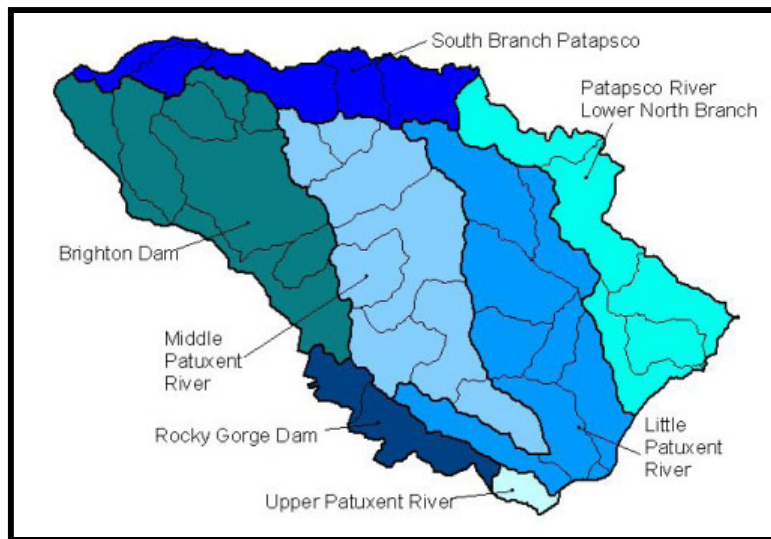 South Branch Patapsco
Patapsco River
Lower North Branch
Brighton Dam
Middle
Patuxent
River
Rocky Gorge Dam
Little
Patuxent
River
Upper Patuxent River